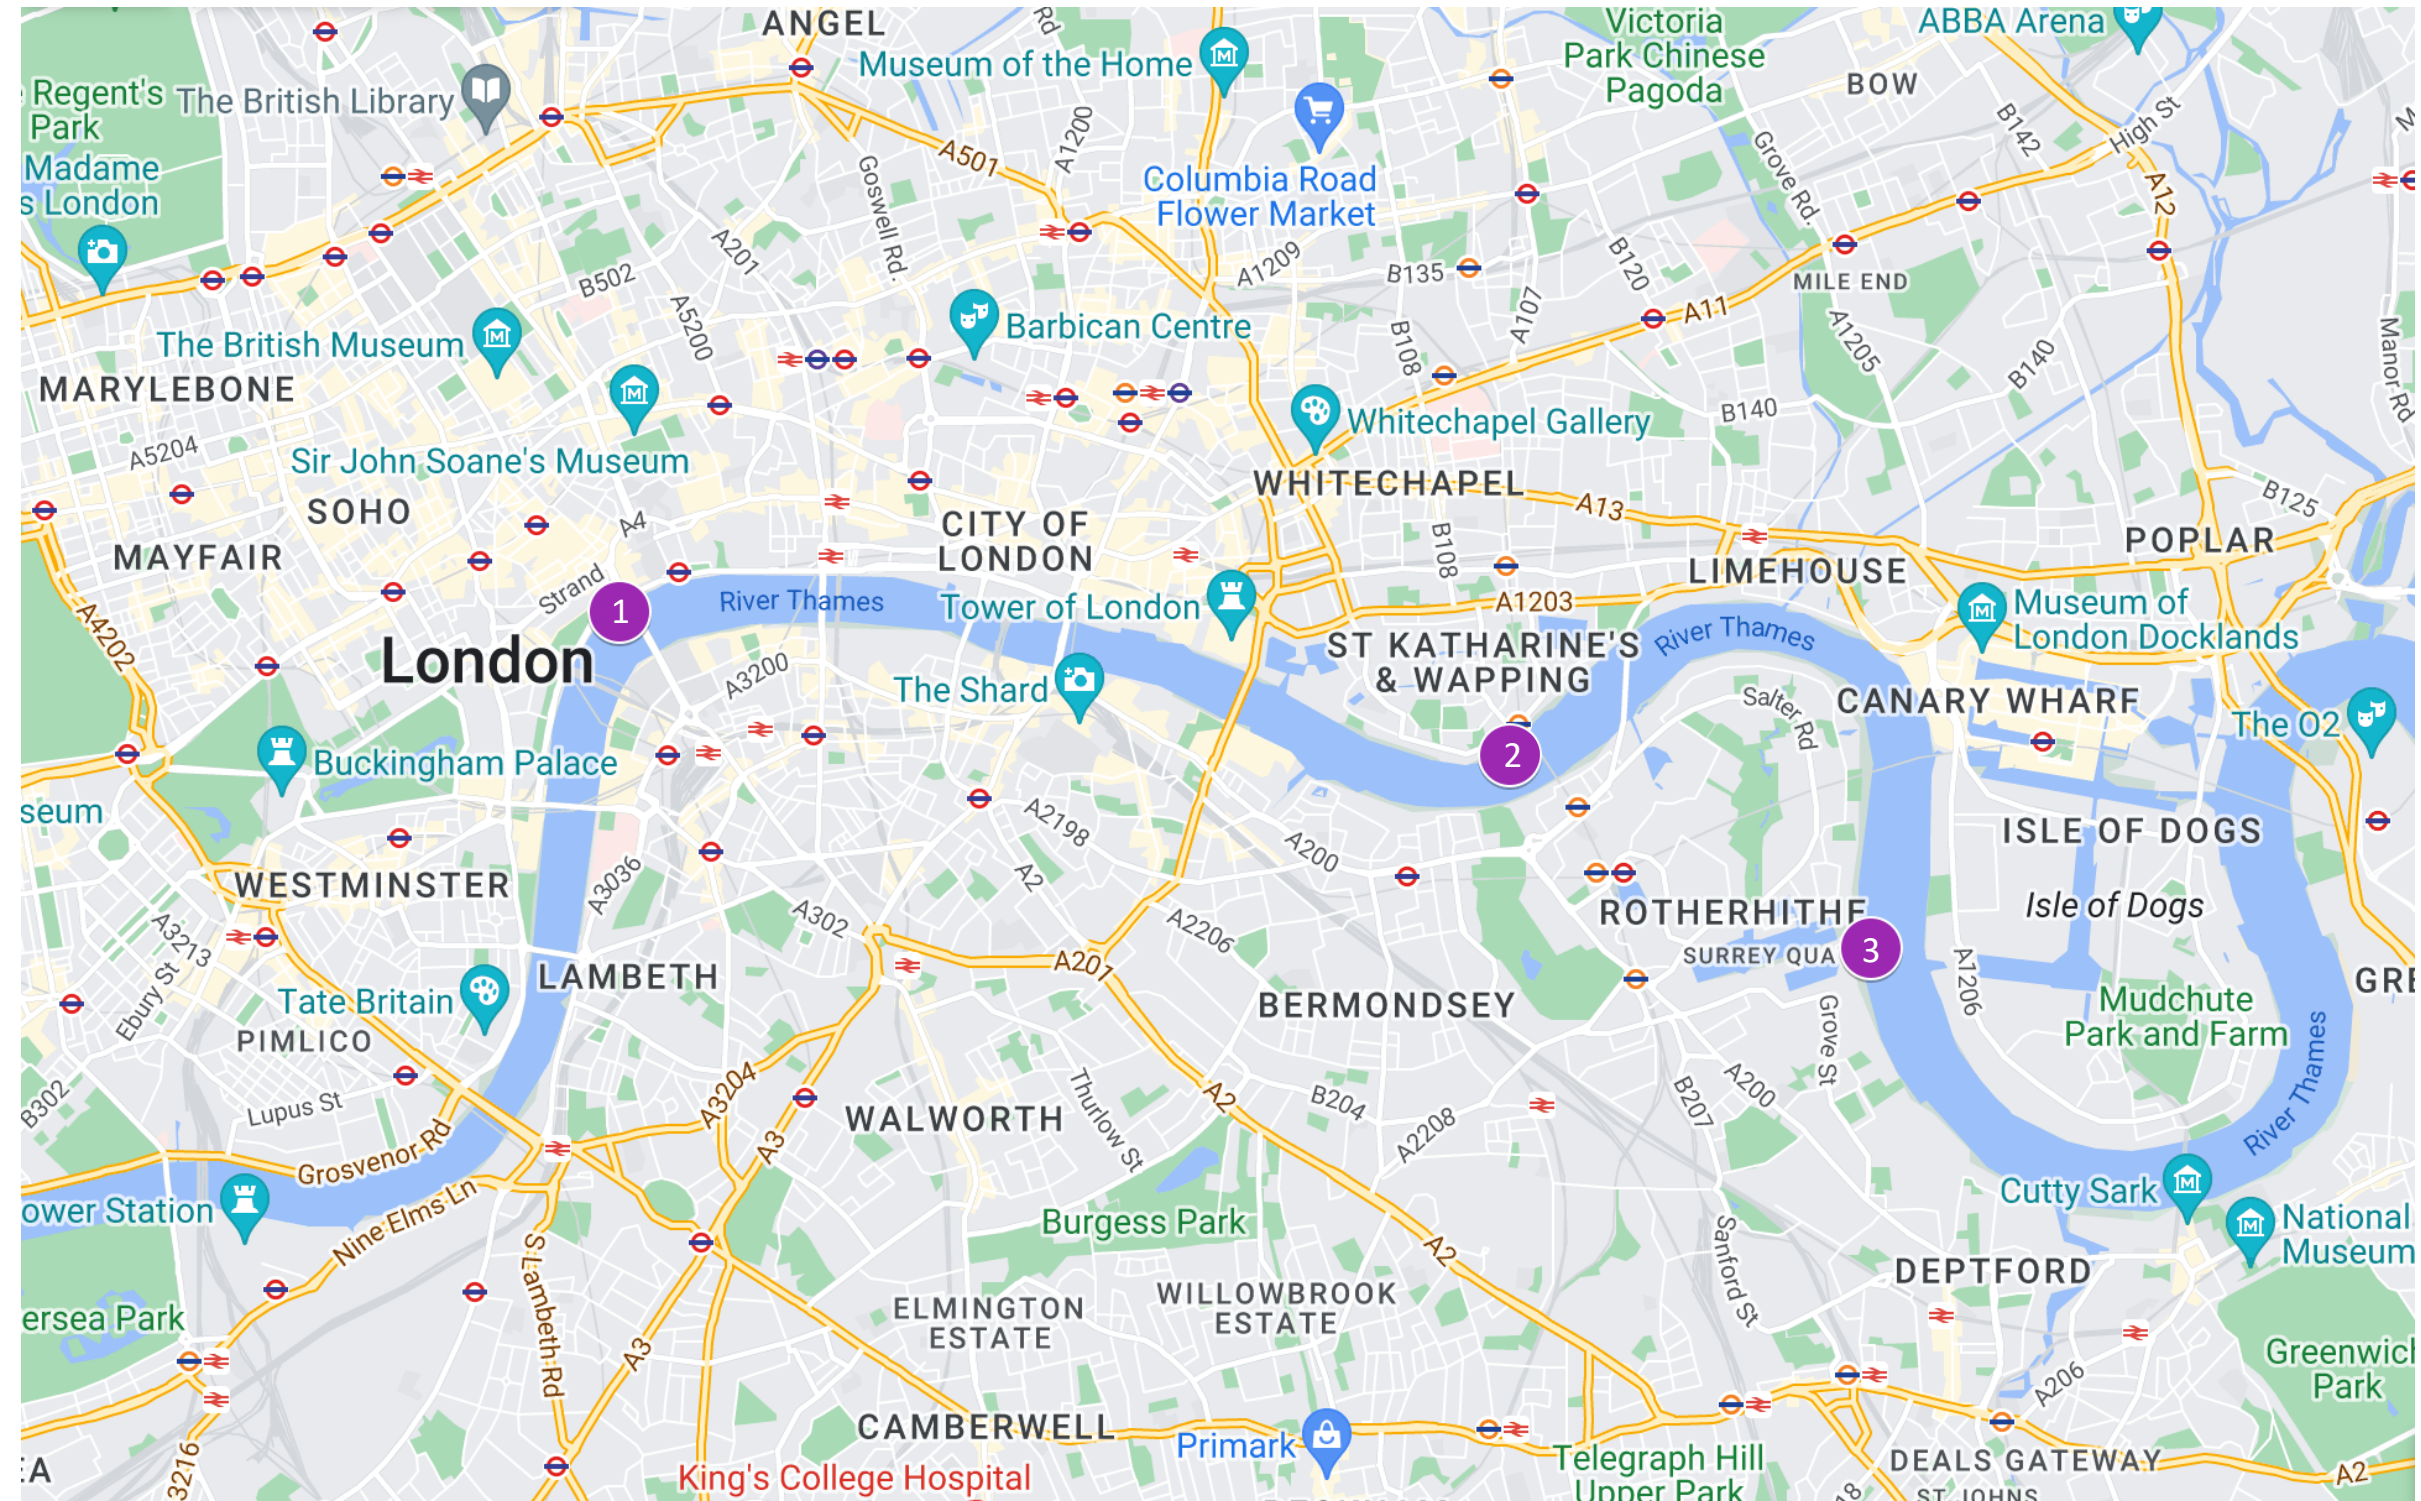 ANGEL
Rd
Victoria
Park Chinese
Pagoda
ABBA Arena
Museum of the Home
BOW
Regent's
Park
The British Library
Madame
s London
A501
A1200
Goswell Rd.
Columbia Road
Flower Market
Grove Rd.
B142
High St
A12
A201
B502
A1209
B135
B120
MILE END
A5200
The British Museum
Barbican Centre
B108
A107
A11
A1205
B140
Manor Rd
MARYLEBONE
A5204
Sir John Soane's Museum
Whitechapel Gallery
B140
WHITECHAPEL
SOHO
A4
CITY OF
LONDON
B108
A13
B125
POPLAR
MAYFAIR
Strand
1
River Thames
Tower of London
A1203
LIMEHOUSE
ST KATHARINE'S
& WAPPING
River Thames
Museum of
London Docklands
A4202
London
A3200
The Shard
Salter Rd
CANARY WHARF
The O2
2
Buckingham Palace
seum
A2198
A200
ISLE OF DOGS
WESTMINSTER
A3036
A2
A302
A2206
ROTHERHITHE
Isle of Dogs
A3213
Ebury St
SURREY QUA
3
A201
A1206
GRE
LAMBETH
Tate Britain
PIMLICO
BERMONDSEY
Grove St
Mudchute
Park and Farm
River Thames
B302
Lupus St
A3204
Thurlow St
A2
B204
A2208
B207
A200
Grosvenor Rd
A3
WALWORTH
ower Station
Nine Elms Ln
Burgess Park
Cutty Sark
National
Museum
S Lambeth Rd
A2
Sanford St
DEPTFORD
ersea Park
A3
ELMINGTON
ESTATE
WILLOWBROOK
ESTATE
A206
Greenwich
Park
CAMBERWELL
Primark
3216
EA
King's College Hospital
Telegraph Hill
Upper Park
DEALS GATEWAY
A2
18
ST JOHNS